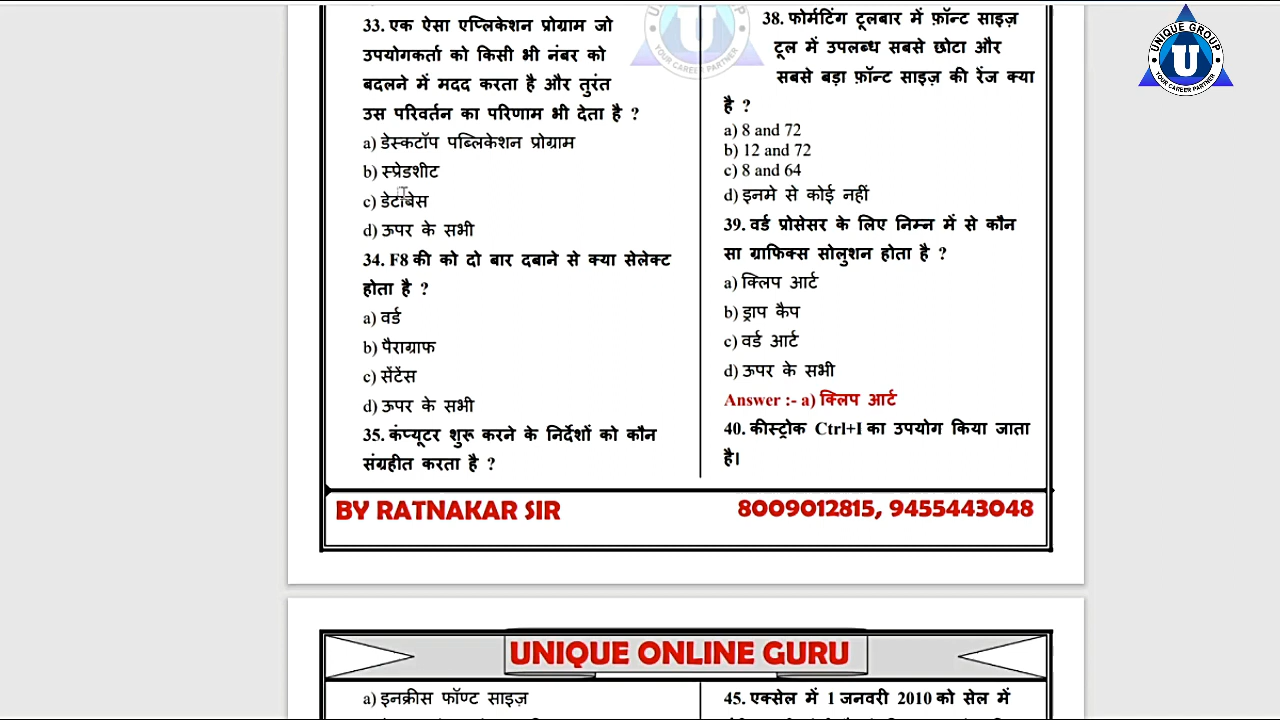 33. एक ऐसा एप्लिकेशन प्रोग्राम जो
उपयोगकर्ता को किसी भी नंबर को
बदलने में मदद करता है और तुरंत
उस परिवर्तन का परिणाम भी देता है ?
a) डेस्कटॉप पब्लिकेशन प्रोग्राम
b) स्प्रेडशीट
c) डेटाबेस
d) ऊपर के सभी
34. F8 की को दो बार दबाने से क्या सेलेक्ट
होता है ?
a) वर्ड
b) पैराग्राफ
c) सेंटेंस
d) ऊपर के सभी
35. कंप्यूटर शुरू करने के निर्देशों को कौन
संग्रहीत करता है ?
38. फोर्मटिंग टूलबार में फ़ॉन्ट साइज़
टूल में उपलब्ध सबसे छोटा और
सबसे बड़ा फ़ॉन्ट साइज़ की रेंज क्या
है ?
a) 8 and 72
b) 12 and 72
c) 8 and 64
d) इनमे से कोई नहीं
39. वर्ड प्रोसेसर के लिए निम्न में से कौन
सा ग्राफिक्स सोलुशन होता है ?
a) क्लिप आर्ट
b) ड्राप कैप
c) वर्ड आर्ट
d) ऊपर के सभी
Answer :- a) क्लिप आर्ट
40. कीस्ट्रोक Ctrl+I का उपयोग किया जाता
है।
BY RATNAKAR SIR
8009012815, 9455443048
UNIQUE ONLINE GURU
a) इनक्रीस फॉण्ट साइज़
45. एक्सेल में 1 जनवरी 2010 को सेल में
UNIQUE GROUP
U
YOUR CAREER PARTNER
YOUR CAREER PARTNER